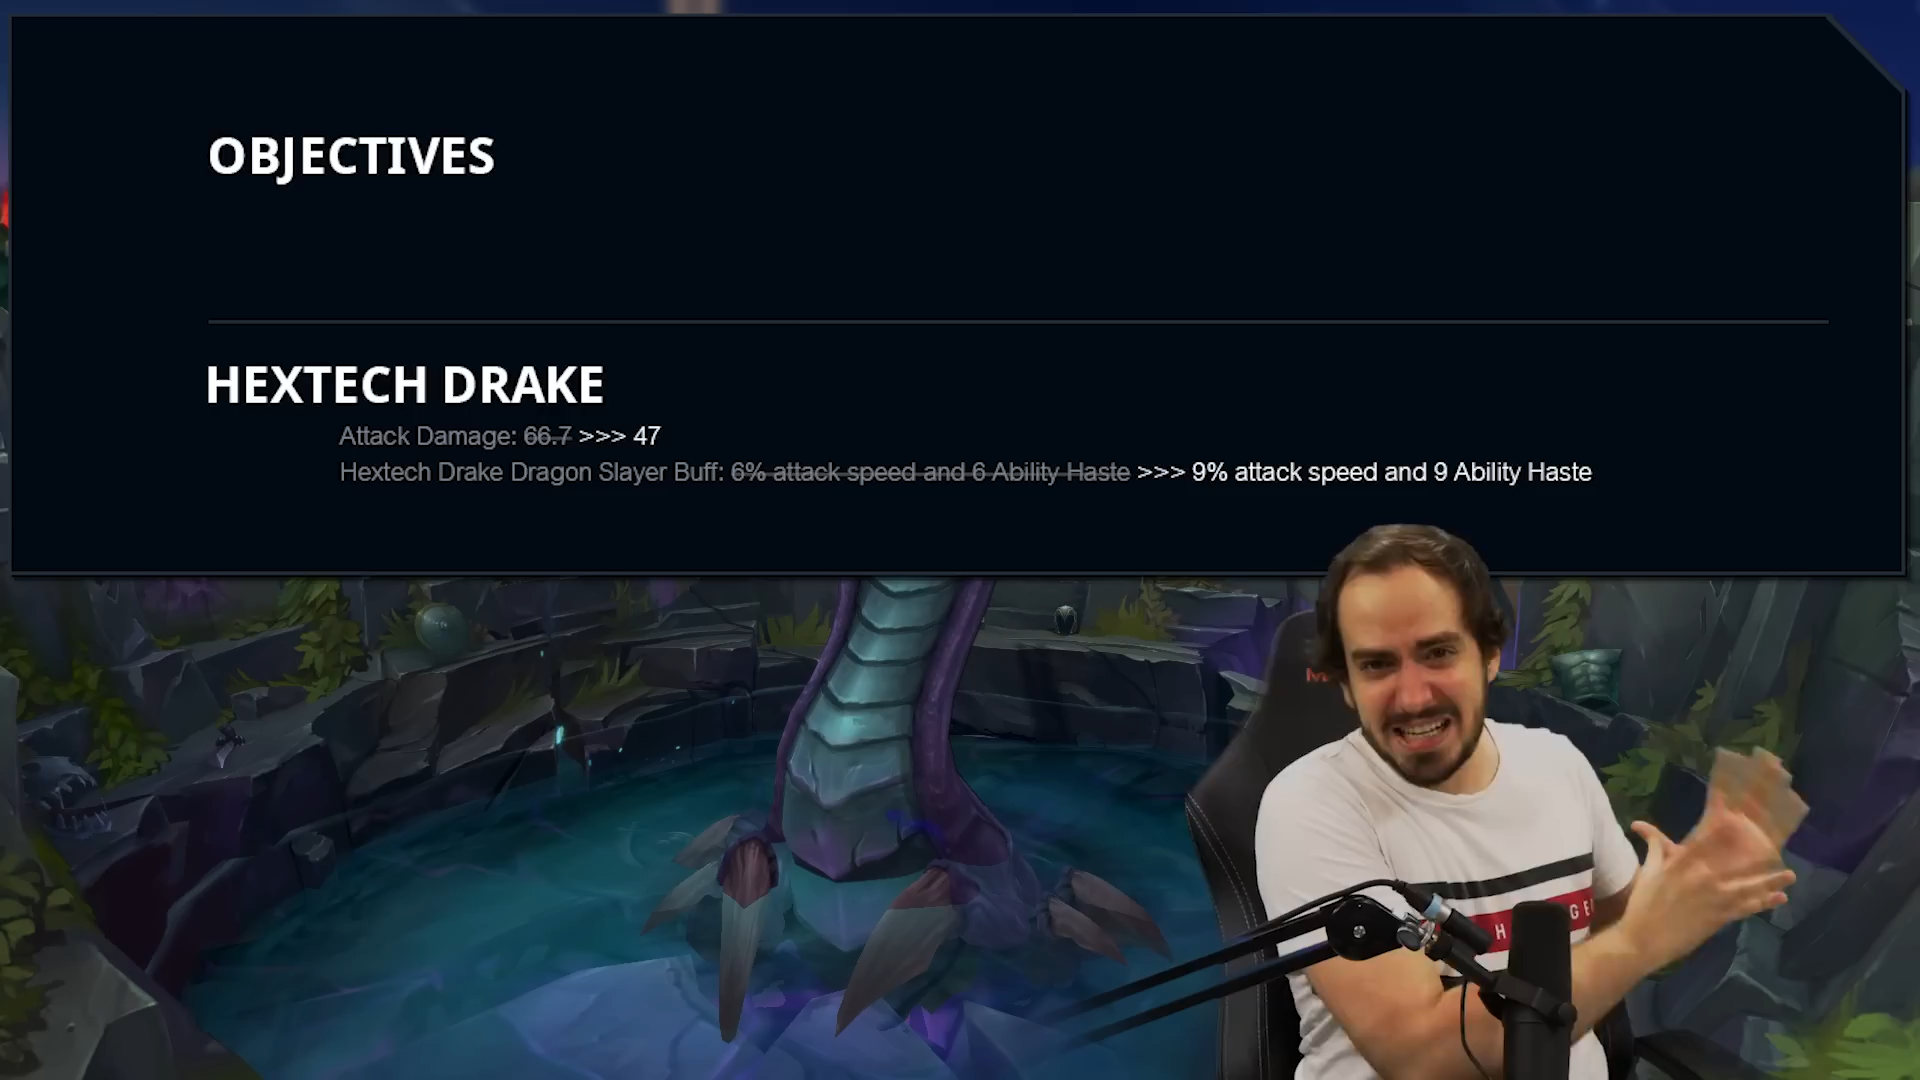 OBJECTIVES
HEXTECH DRAKE
Attack Damage: 66.7 >>> 47
Hextech Drake Dragon Slayer Buff: 6% attack speed and 6 Ability Haste >>> 9% attack speed and 9 Ability Haste